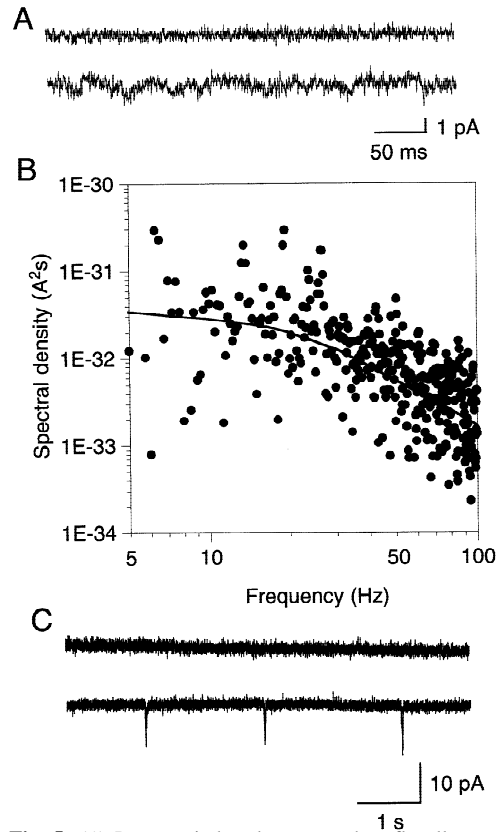 A
1 pA
50 ms
B
1E-30
1E-31
1E-32
1E-33
1E-34
Spectral density (A²s)
5 10 50 100
Frequency (Hz)
C
10 pA
1 s